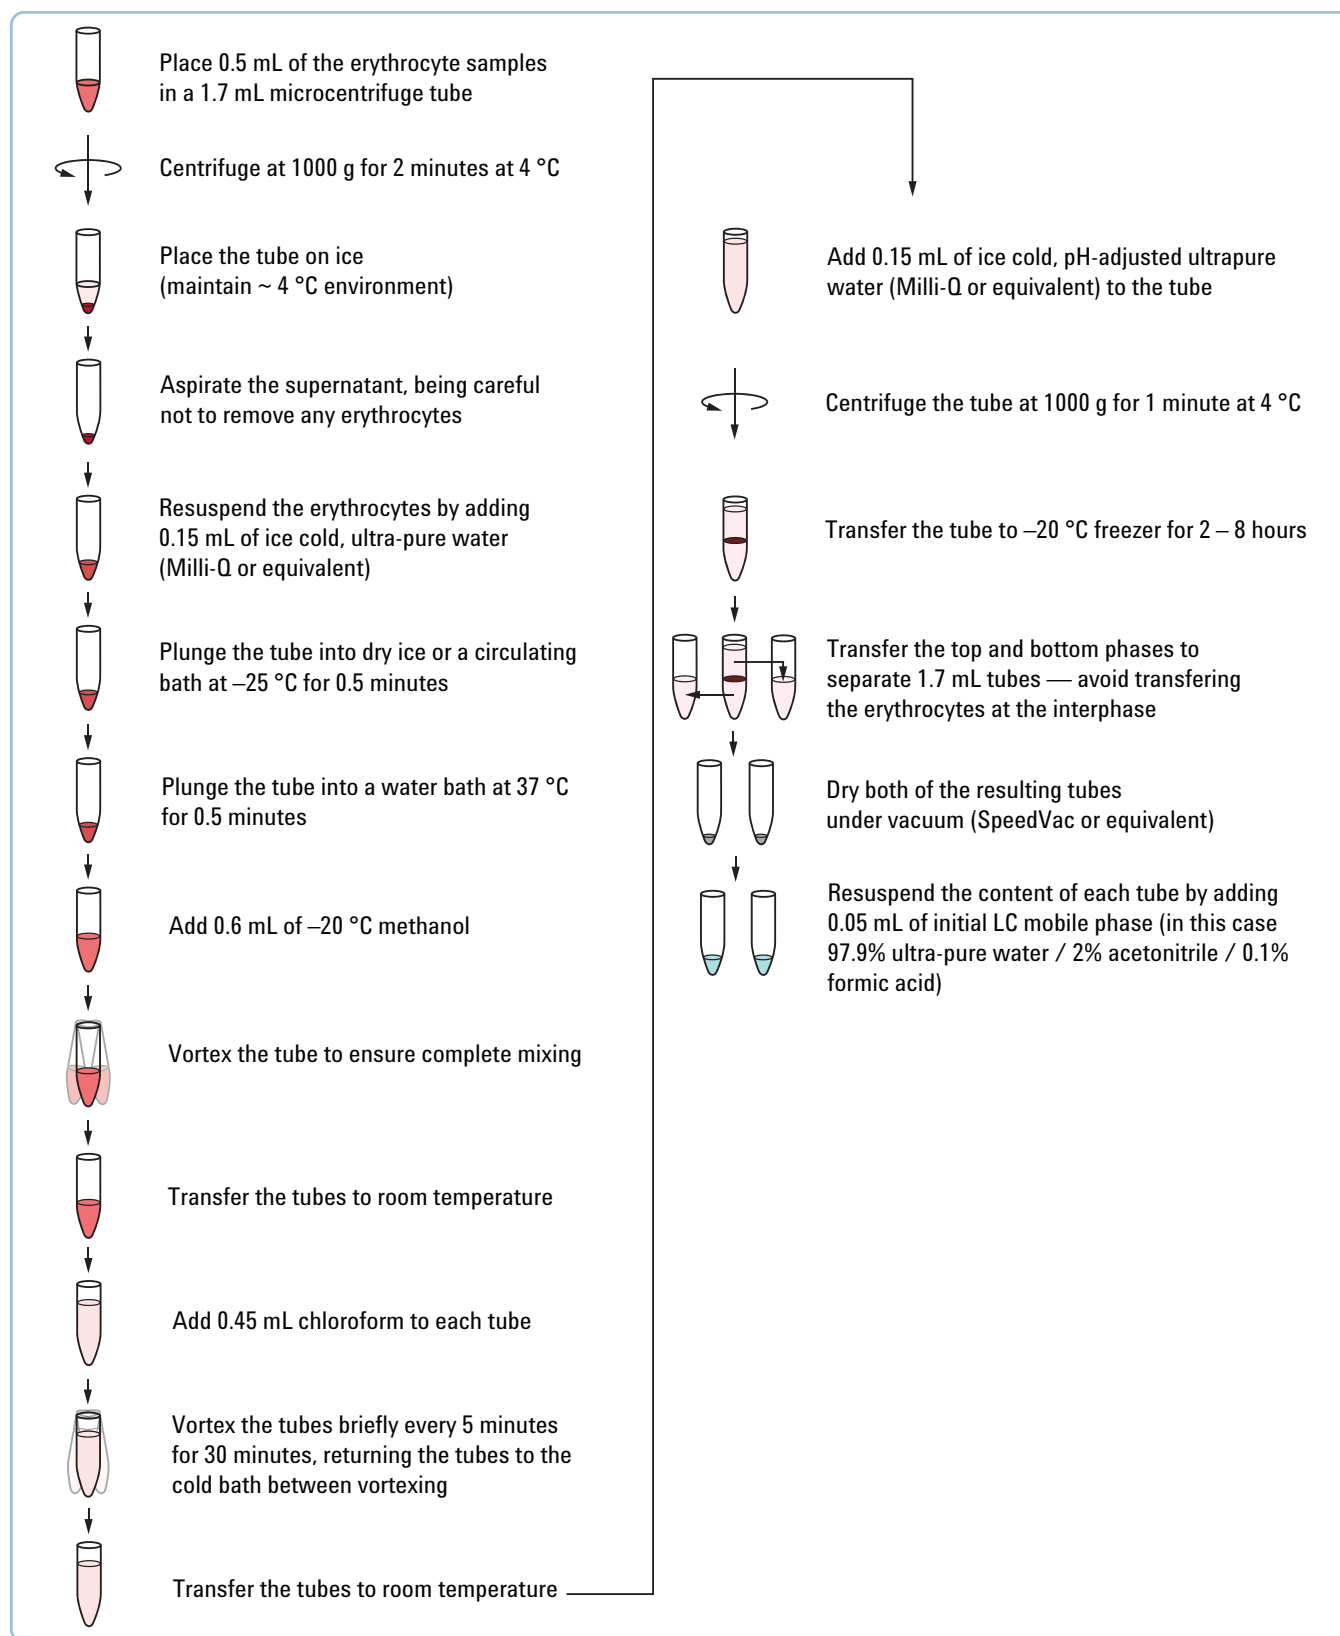 Place 0.5 mL of the erythrocyte samples
in a 1.7 mL microcentrifuge tube
Centrifuge at 1000 g for 2 minutes at 4 °C
Place the tube on ice
(maintain ~ 4 °C environment)
Aspirate the supernatant, being careful
not to remove any erythrocytes
Resuspend the erythrocytes by adding
0.15 mL of ice cold, ultra-pure water
(Milli-Q or equivalent)
Plunge the tube into dry ice or a circulating
bath at –25 °C for 0.5 minutes
Plunge the tube into a water bath at 37 °C
for 0.5 minutes
Add 0.6 mL of –20 °C methanol
Vortex the tube to ensure complete mixing
Transfer the tubes to room temperature
Add 0.45 mL chloroform to each tube
Vortex the tubes briefly every 5 minutes
for 30 minutes, returning the tubes to the
cold bath between vortexing
Transfer the tubes to room temperature
Add 0.15 mL of ice cold, pH-adjusted ultrapure
water (Milli-Q or equivalent) to the tube
Centrifuge the tube at 1000 g for 1 minute at 4 °C
Transfer the tube to –20 °C freezer for 2 – 8 hours
Transfer the top and bottom phases to
separate 1.7 mL tubes — avoid transfering
the erythrocytes at the interphase
Dry both of the resulting tubes
under vacuum (SpeedVac or equivalent)
Resuspend the content of each tube by adding
0.05 mL of initial LC mobile phase (in this case
97.9% ultra-pure water / 2% acetonitrile / 0.1%
formic acid)